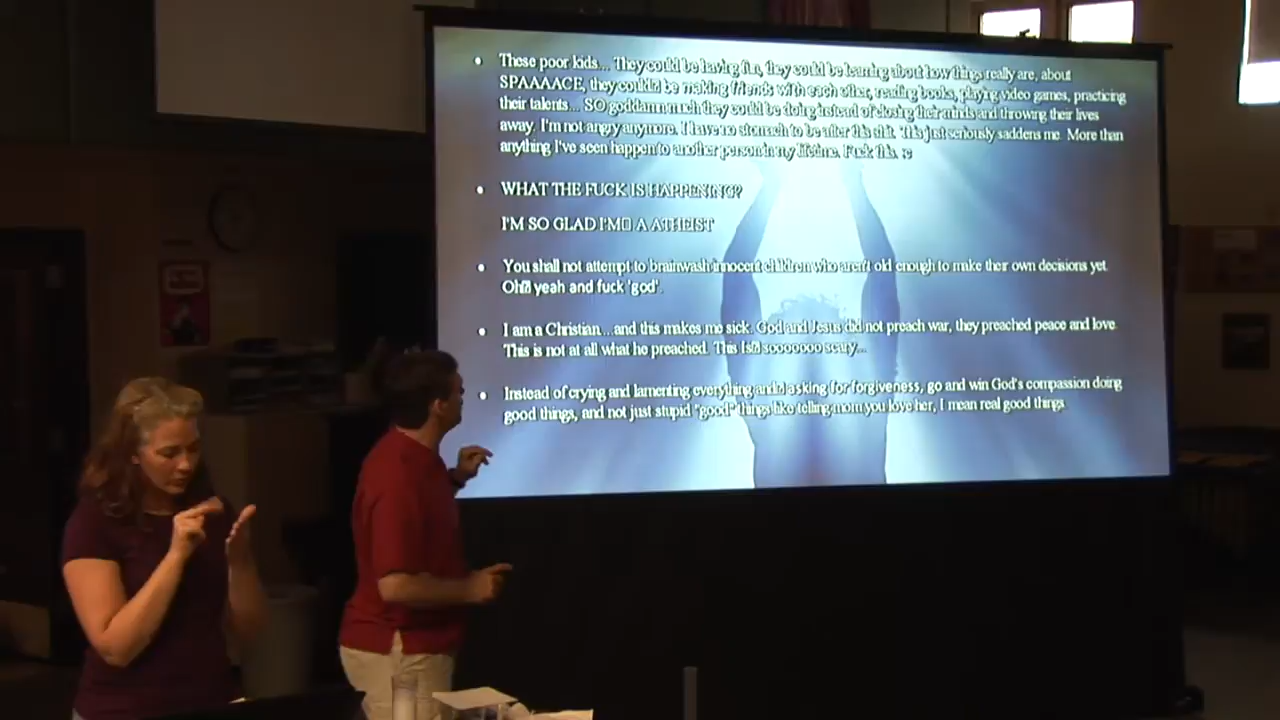 • These poor kids... They could be having fun, they could be learning about how things really are, about
SPAAAACE, they could be making friends with each other, reading books, playing video games, practicing
their talents... SO goddamn much they could be doing instead of closing their minds and throwing their lives
away. I'm not angry anymore. I have no stomach to be after this shit. This just seriously saddens me. More than
anything I've seen happen to another person in my lifetime. Fuck this. :c
• WHAT THE FUCK IS HAPPENING?
I'M SO GLAD I'M A ATHEIST
• You shall not attempt to brainwash innocent children who aren't old enough to make their own decisions yet.
Oh yeah and fuck 'god'.
• I am a Christian...and this makes me sick. God and Jesus did not preach war, they preached peace and love.
This is not at all what he preached. This Is sooooooo scary...
• Instead of crying and lamenting everything and asking for forgiveness, go and win God's compassion doing
good things, and not just stupid "good" things like telling mom you love her, I mean real good things